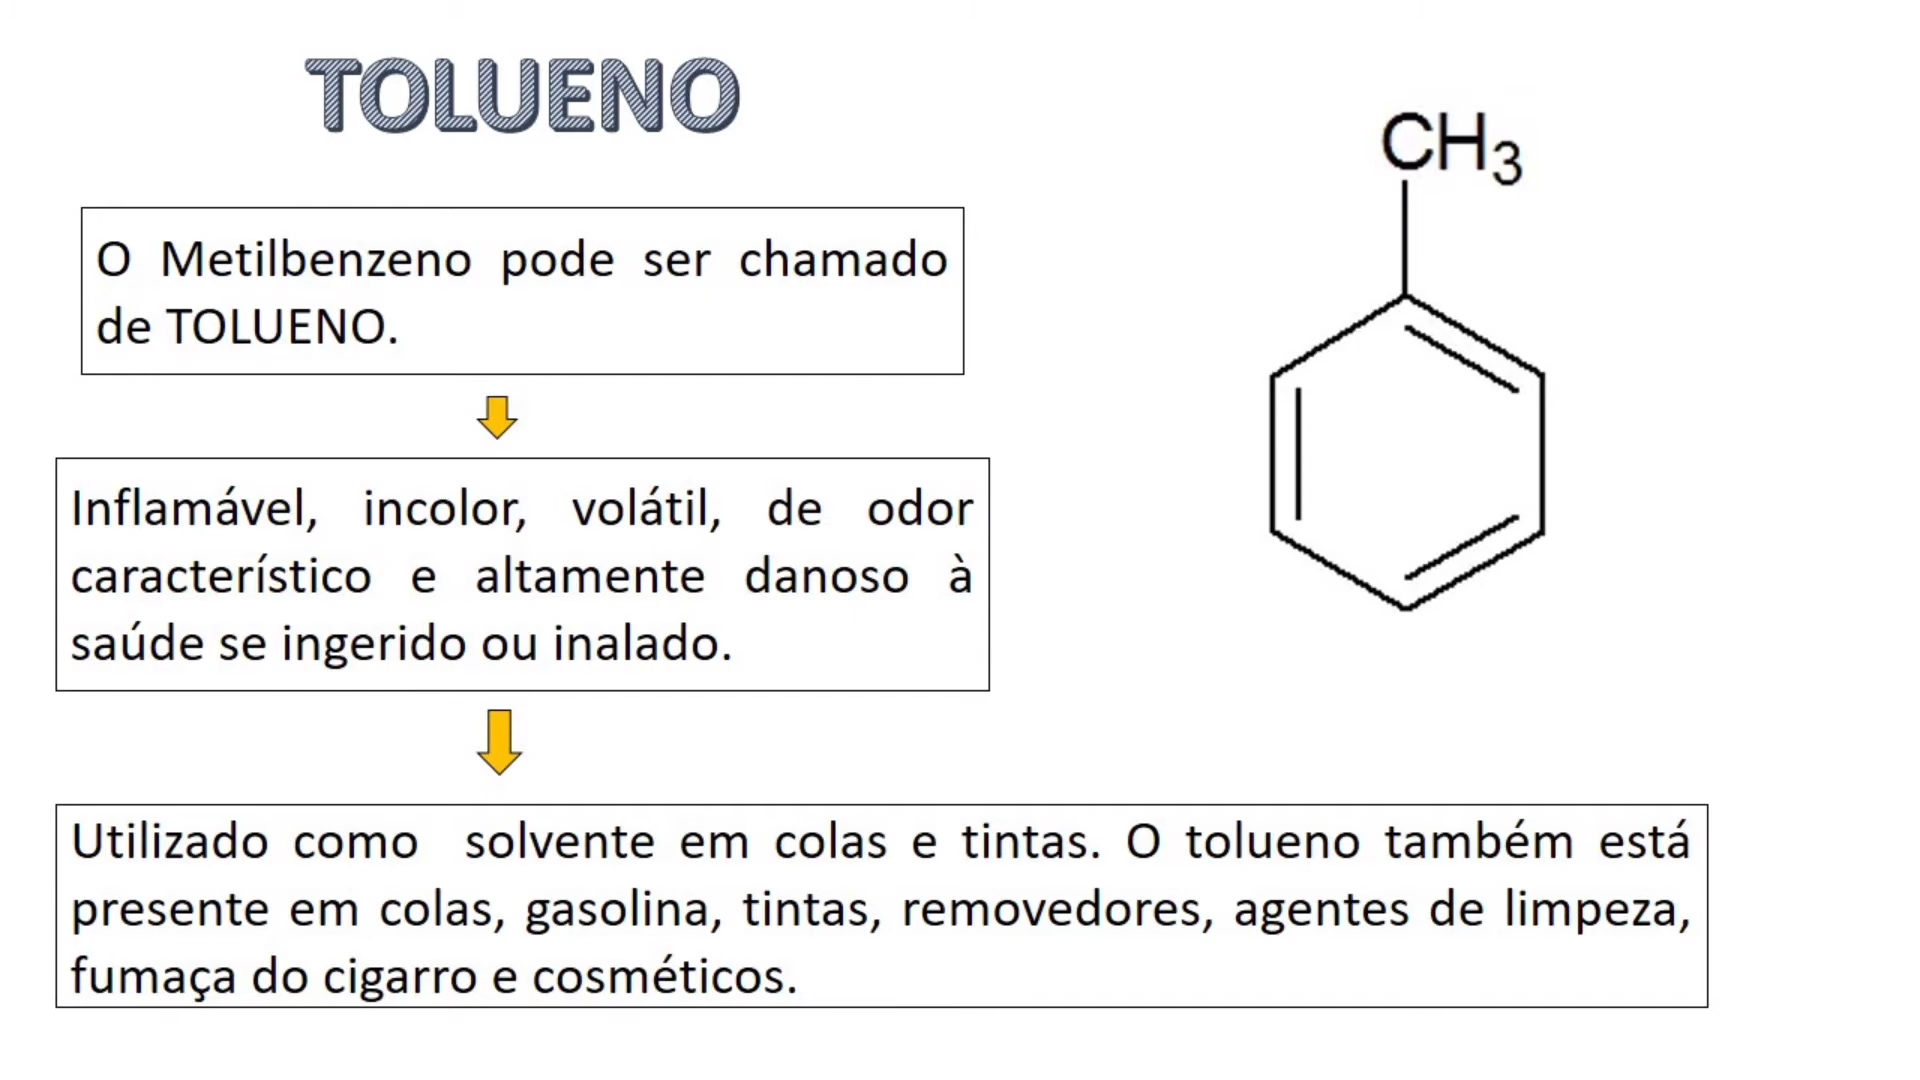 TOLUENO
CH3
O Metilbenzeno pode ser chamado
de TOLUENO.
Inflamável, incolor, volátil, de odor
característico e altamente danoso à
saúde se ingerido ou inalado.
Utilizado como solvente em colas e tintas. O tolueno também está
presente em colas, gasolina, tintas, removedores, agentes de limpeza,
fumaça do cigarro e cosméticos.